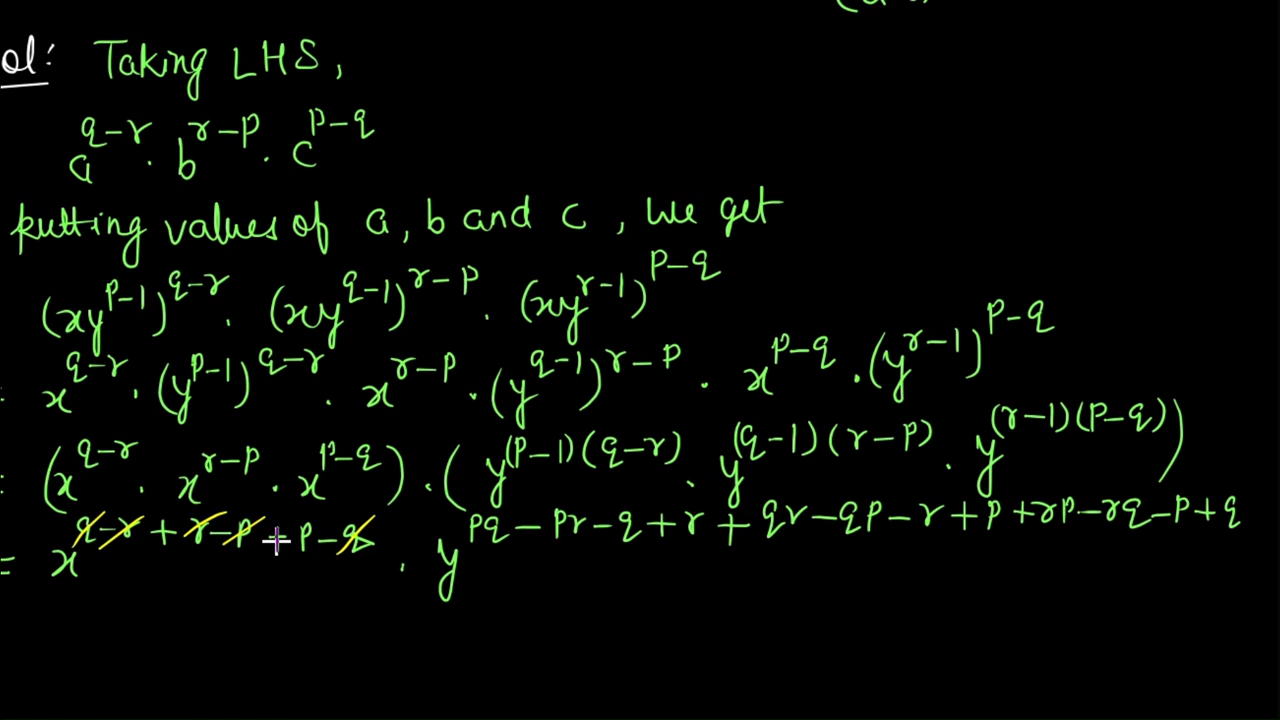 ol: Taking LHS,
a^{q-r} . b^{r-p} . c^{p-q}
putting values of a, b and c, we get
(xy^{p-1})^{q-r} . (xy^{q-1})^{r-p} . (xy^{r-1})^{p-q}
: x^{q-r} . (y^{p-1})^{q-r} . x^{r-p} . (y^{q-1})^{r-p} . x^{p-q} . (y^{r-1})^{p-q}
: (x^{q-r} . x^{r-p} . x^{p-q}) . (y^{(p-1)(q-r)} . y^{(q-1)(r-p)} . y^{(r-1)(p-q)})
= x^{q-r+r-p+p-q} . y^{pq-pr-q+r+qr-qp-r+p+rp-rq-p+q}